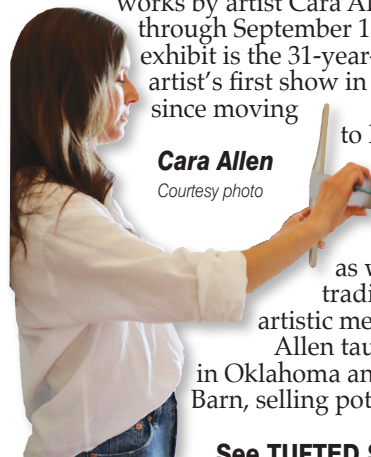 works by artist Cara Al
through September 1
exhibit is the 31-year-
artist's first show in
since moving
to
Cara Allen
Courtesy photo
as
tradi
artistic me
Allen tau
in Oklahoma an
Barn, selling pot
See TUFTED